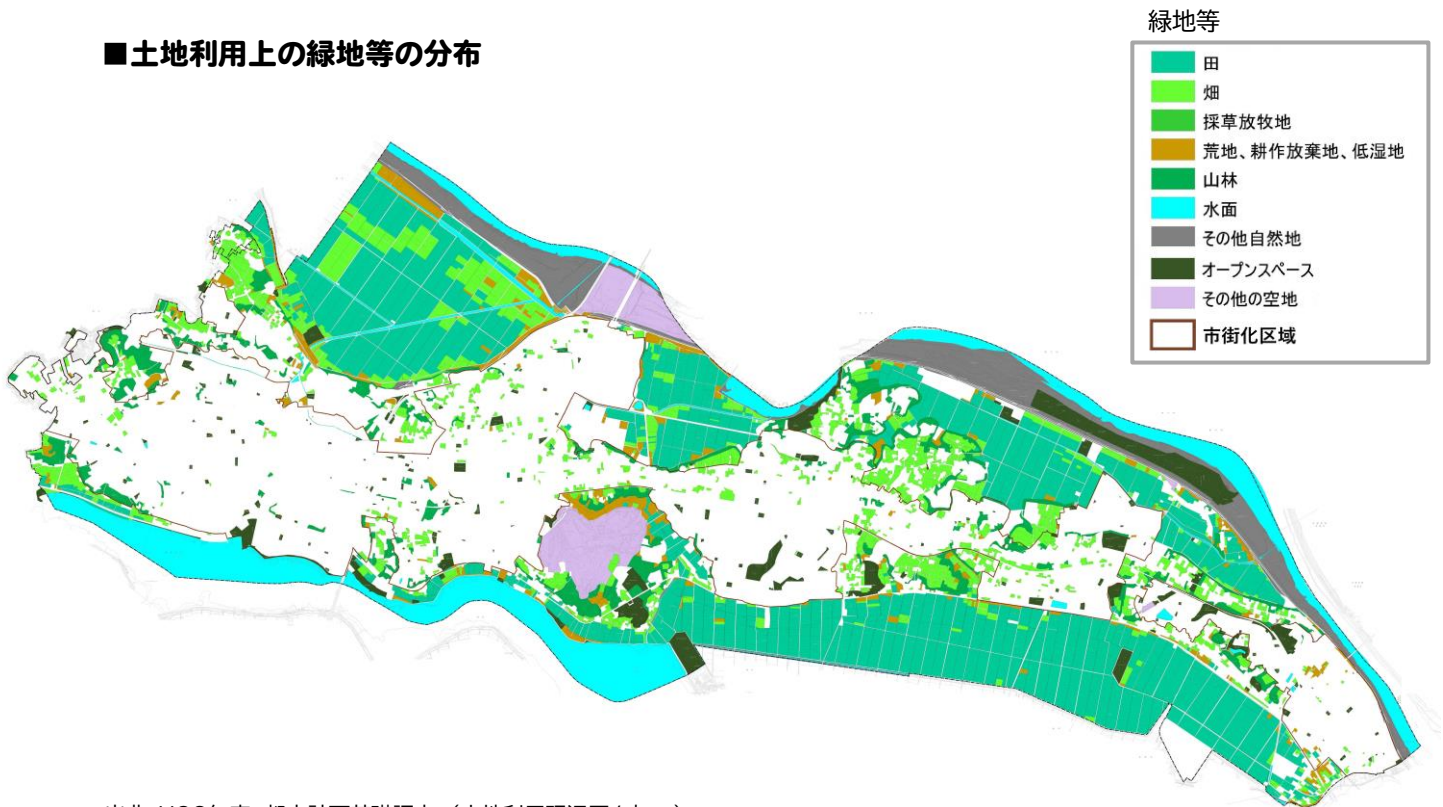 ■土地利用上の緑地等の分布
緑地等
田
畑
採草放牧地
荒地、耕作放棄地、低湿地
山林
水面
その他自然地
オープンスペース
その他の空地
市街化区域